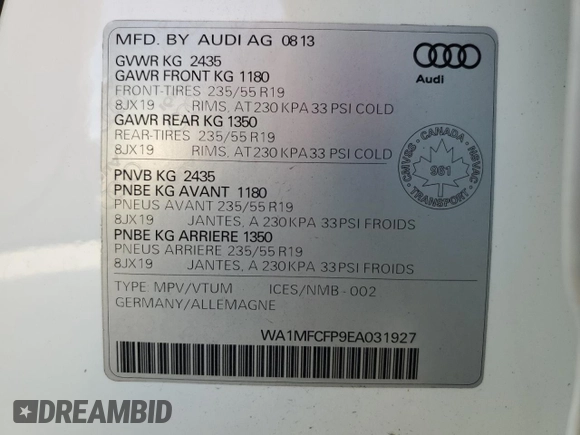 MFD. BY AUDI AG 0813
GVWR KG 2435
GAWR FRONT KG 1180
FRONT-TIRES 235/55 R19
8JX19 RIMS, AT 230 KPA 33 PSI COLD
GAWR REAR KG 1350
REAR-TIRES 235/55 R19
8JX19 RIMS, AT 230 KPA 33 PSI COLD
Audi
CANADA
CMVSS 961 NSVAC
TRANSPORT
PNVB KG 2435
PNBE KG AVANT 1180
PNEUS AVANT 235/55 R19
8JX19 JANTES, A 230 KPA 33 PSI FROIDS
PNBE KG ARRIERE 1350
PNEUS ARRIERE 235/55 R19
8JX19 JANTES, A 230 KPA 33 PSI FROIDS
TYPE: MPV/VTUM ICES/NMB-002
GERMANY/ALLEMAGNE
WA1MFCFP9EA031927
DREAMBID